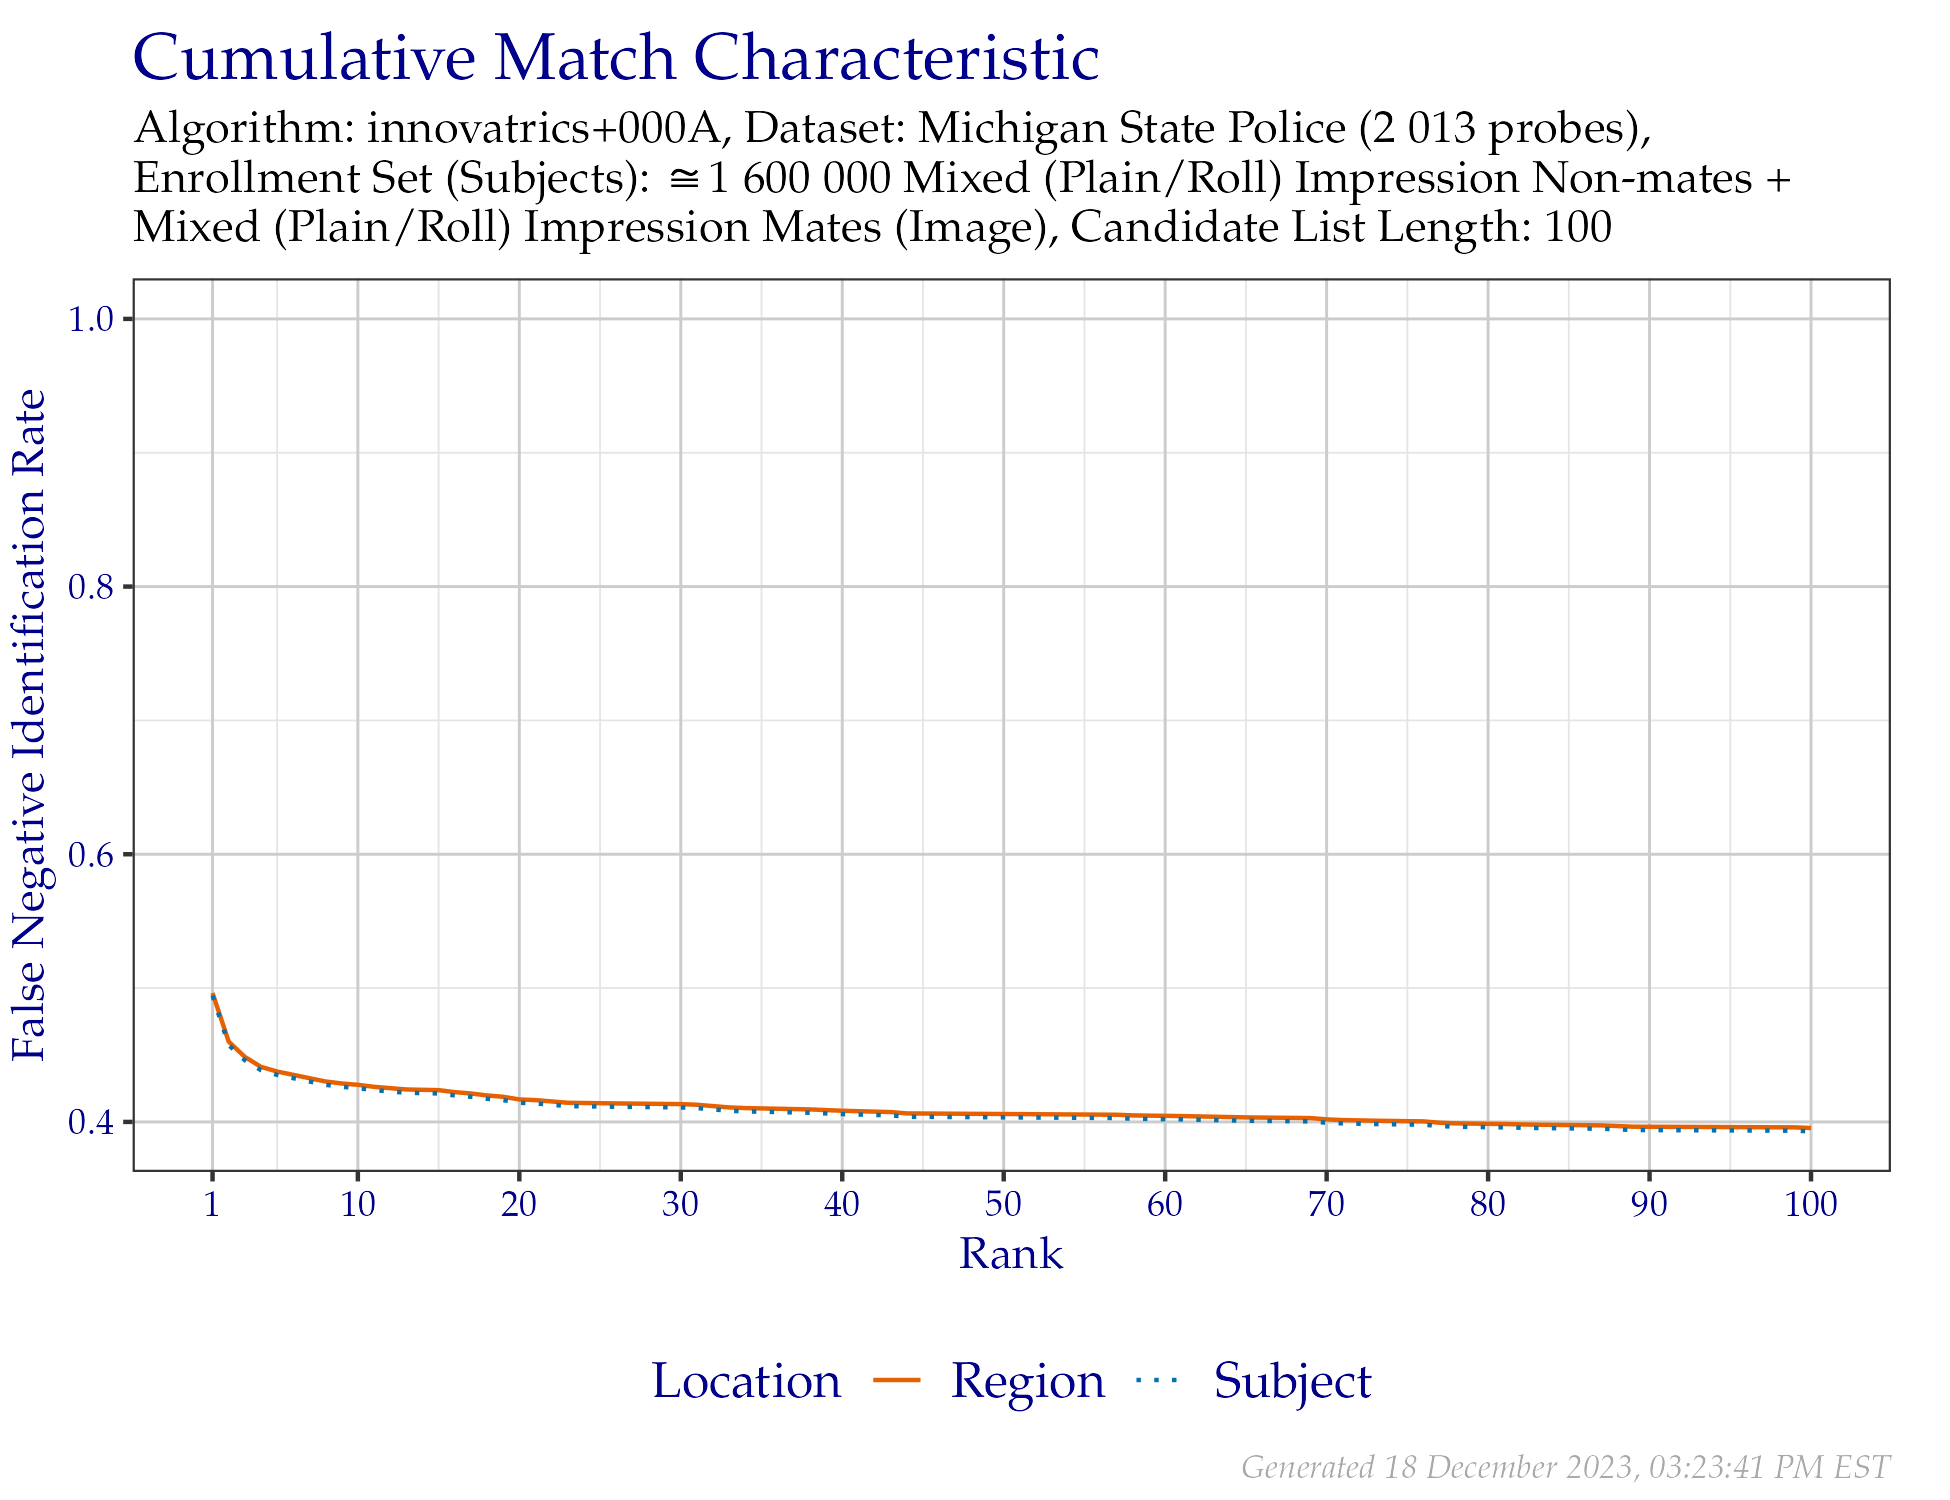 Cumulative Match Characteristic
Algorithm: innovatrics+000A, Dataset: Michigan State Police (2 013 probes),
Enrollment Set (Subjects): ≅ 1 600 000 Mixed (Plain/Roll) Impression Non-mates +
Mixed (Plain/Roll) Impression Mates (Image), Candidate List Length: 100
False Negative Identification Rate
1.0
0.8
0.6
0.4
1 10 20 30 40 50 60 70 80 90 100
Rank
Location Region Subject
Generated 18 December 2023, 03:23:41 PM EST